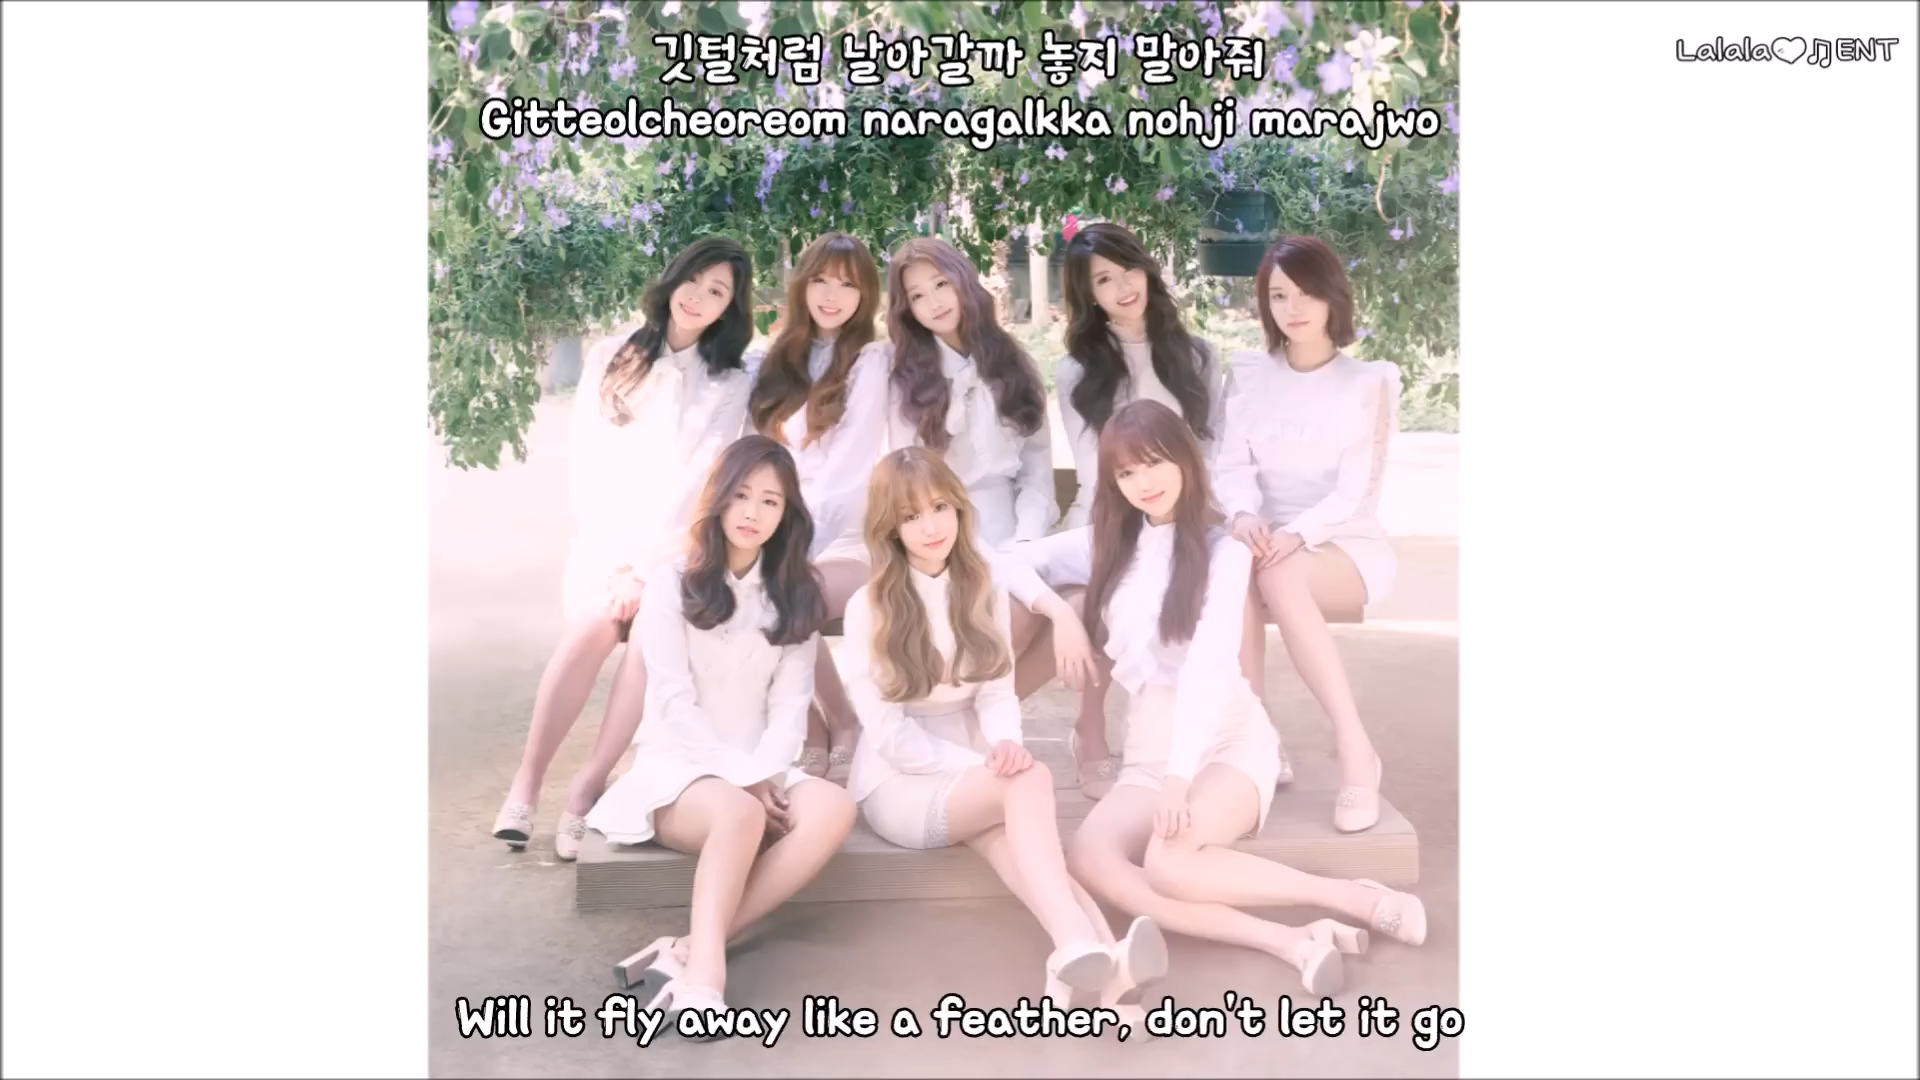 깃털처럼 날아갈까 놓지 말아줘
Lalala♡♫ENT
Gitteolcheoreom naragalkka nohji marajwo
Will it fly away like a feather, don't let it go